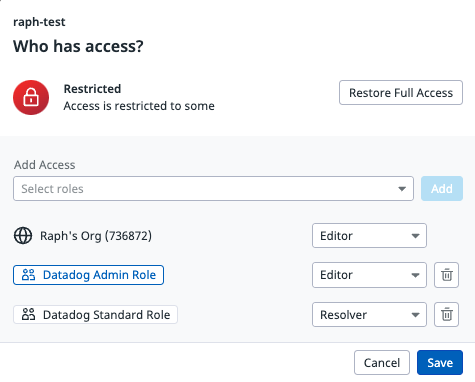 raph-test
Who has access?
Restricted
Access is restricted to some
Restore Full Access
Add Access
Select roles
Add
Raph's Org (736872)
Editor
Datadog Admin Role
Editor
Datadog Standard Role
Resolver
Cancel
Save